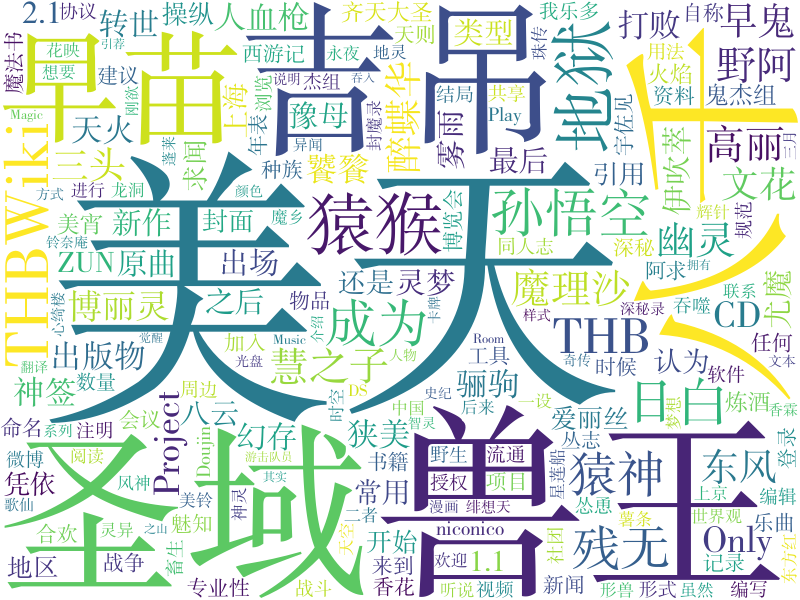 2.1
协议
转世
操纵
人血枪
齐天大圣
我乐多
珠传
类型
打败
自称
早鬼
魔法书
花映
引荐
想要
建议
西游记
永夜
地灵
天则
共享
用法
火焰
野阿
Magic
刚欲
说明
杰组
吞入
结局
Play
地狱
资料
鬼杰组
早苗
吉吊
上海
浏览
年表
豫母
封魔录
醉蝶华
雾雨
宇佐见
高丽
三月
天火
求闻
蓬莱
异闻
三头
种族
饕餮
最后
引用
伊吹萃
文花
THBWiki
方式
进行
龙洞
颜色
美宵
新作
封面
魔乡
猿猴
博览会
孙悟空
同人志
深秘
幽灵
辉针
规范
铃奈庵
ZUN
原曲
出场
美天
还是
灵梦
魔理沙
阿求
拥有
博丽灵
之后
物品
成为
卡牌
样式
THB
吞噬
深秘录
联系
CD
尤魔
心绮楼
觉醒
加入
Music
介绍
人物
Room
奇传
任何
出版物
光盘
慧之子
工具
认为
时候
软件
文本
翻译
神签
数量
周边
DS
时空
史纪
骊驹
日白
炼酒
香霖
命名
系列
注明
会议
Project
八云
中国
智灵
后来
一设
爱丽丝
梦想
登录
微博
阅读
Doujin
幻存
狭美
书籍
丛志
猿神
东风
上京
凭依
风神
游击队员
其实
常用
野生
流通
星莲船
授权
项目
怂恿
歌仙
美铃
神灵
二者
漫画
绯想天
薯条
世界观
编辑
圣域
兽王
合欢
灵异
魅知
niconico
残无
Only
乐曲
地区
战争
之山
畜生
天空
开始
欢迎
1.1
社团
记录
东方红
专业性
战斗
来到
香花
听说
视频
新闻
形兽
形式
虽然
编写